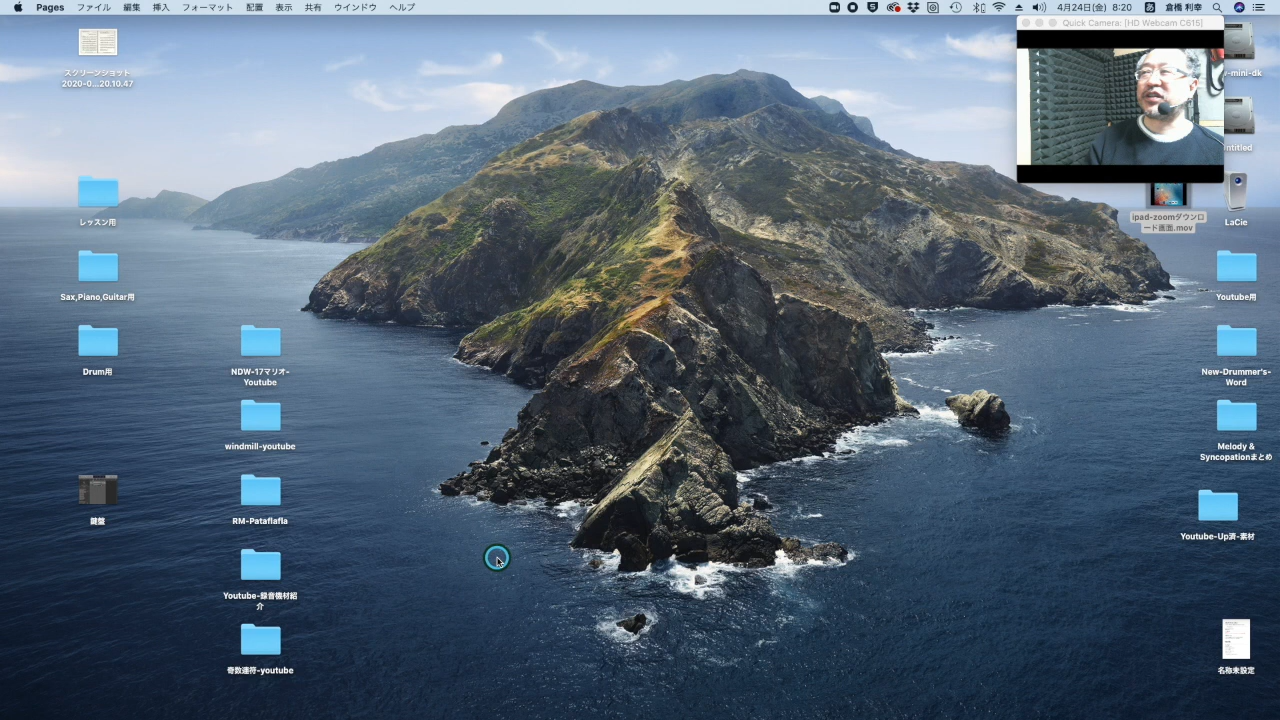 Pages ファイル 編集 挿入 フォーマット 配置 表示 共有 ウインドウ ヘルプ
4月24日(金) 8:20 あ 倉橋 利幸
Quick Camera: [HD Webcam C615]
スクリーンショット
2020-0...20.10.47
-mini-dk
ntitled
レッスン用
ipad-zoomダウンロ
ード画面.mov
LaCie
Sax,Piano,Guitar用
Youtube用
Drum用
NDW-17マリオ-
Youtube
New-Drummer's-
Word
windmill-youtube
Melody &
Syncopationまとめ
鍵盤
RM-Pataflafla
Youtube-Up済-素材
Youtube-録音機材紹
介
奇数連符-youtube
名称未設定